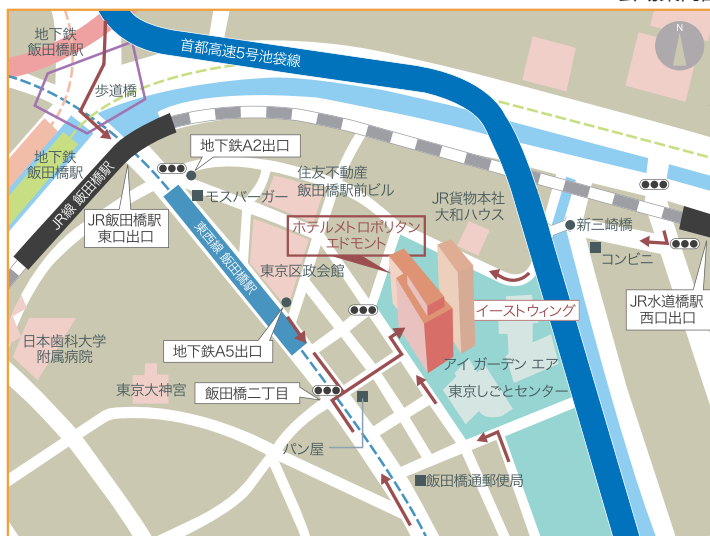 地下鉄
飯田橋駅
歩道橋
首都高速5号池袋線
N
地下鉄
飯田橋駅
JR線 飯田橋駅
地下鉄A2出口
モスバーガー
住友不動産
飯田橋駅前ビル
JR貨物本社
大和ハウス
JR飯田橋駅
東口出口
東西線 飯田橋駅
ホテルメトロポリタン
エドモント
新三崎橋
コンビニ
東京区政会館
イーストウィング
JR水道橋駅
西口出口
日本歯科大学
附属病院
地下鉄A5出口
アイ ガーデン エア
東京大神宮
飯田橋二丁目
東京しごとセンター
パン屋
飯田橋通郵便局